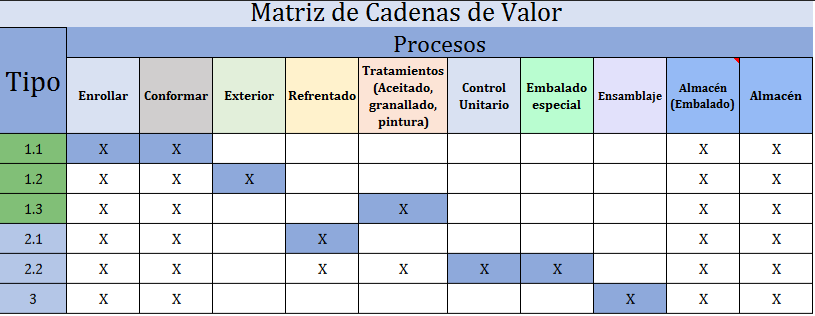 Matriz de Cadenas de Valor
Procesos
Tipo
Enrollar
Conformar
Exterior
Refrentado
Tratamientos
(Aceitado,
granallado,
pintura)
Control
Unitario
Embalado
especial
Ensamblaje
Almacén
(Embalado)
Almacén
1.1 X X X X
1.2 X X X X X
1.3 X X X X X
2.1 X X X X X
2.2 X X X X X X X X
3 X X X X X